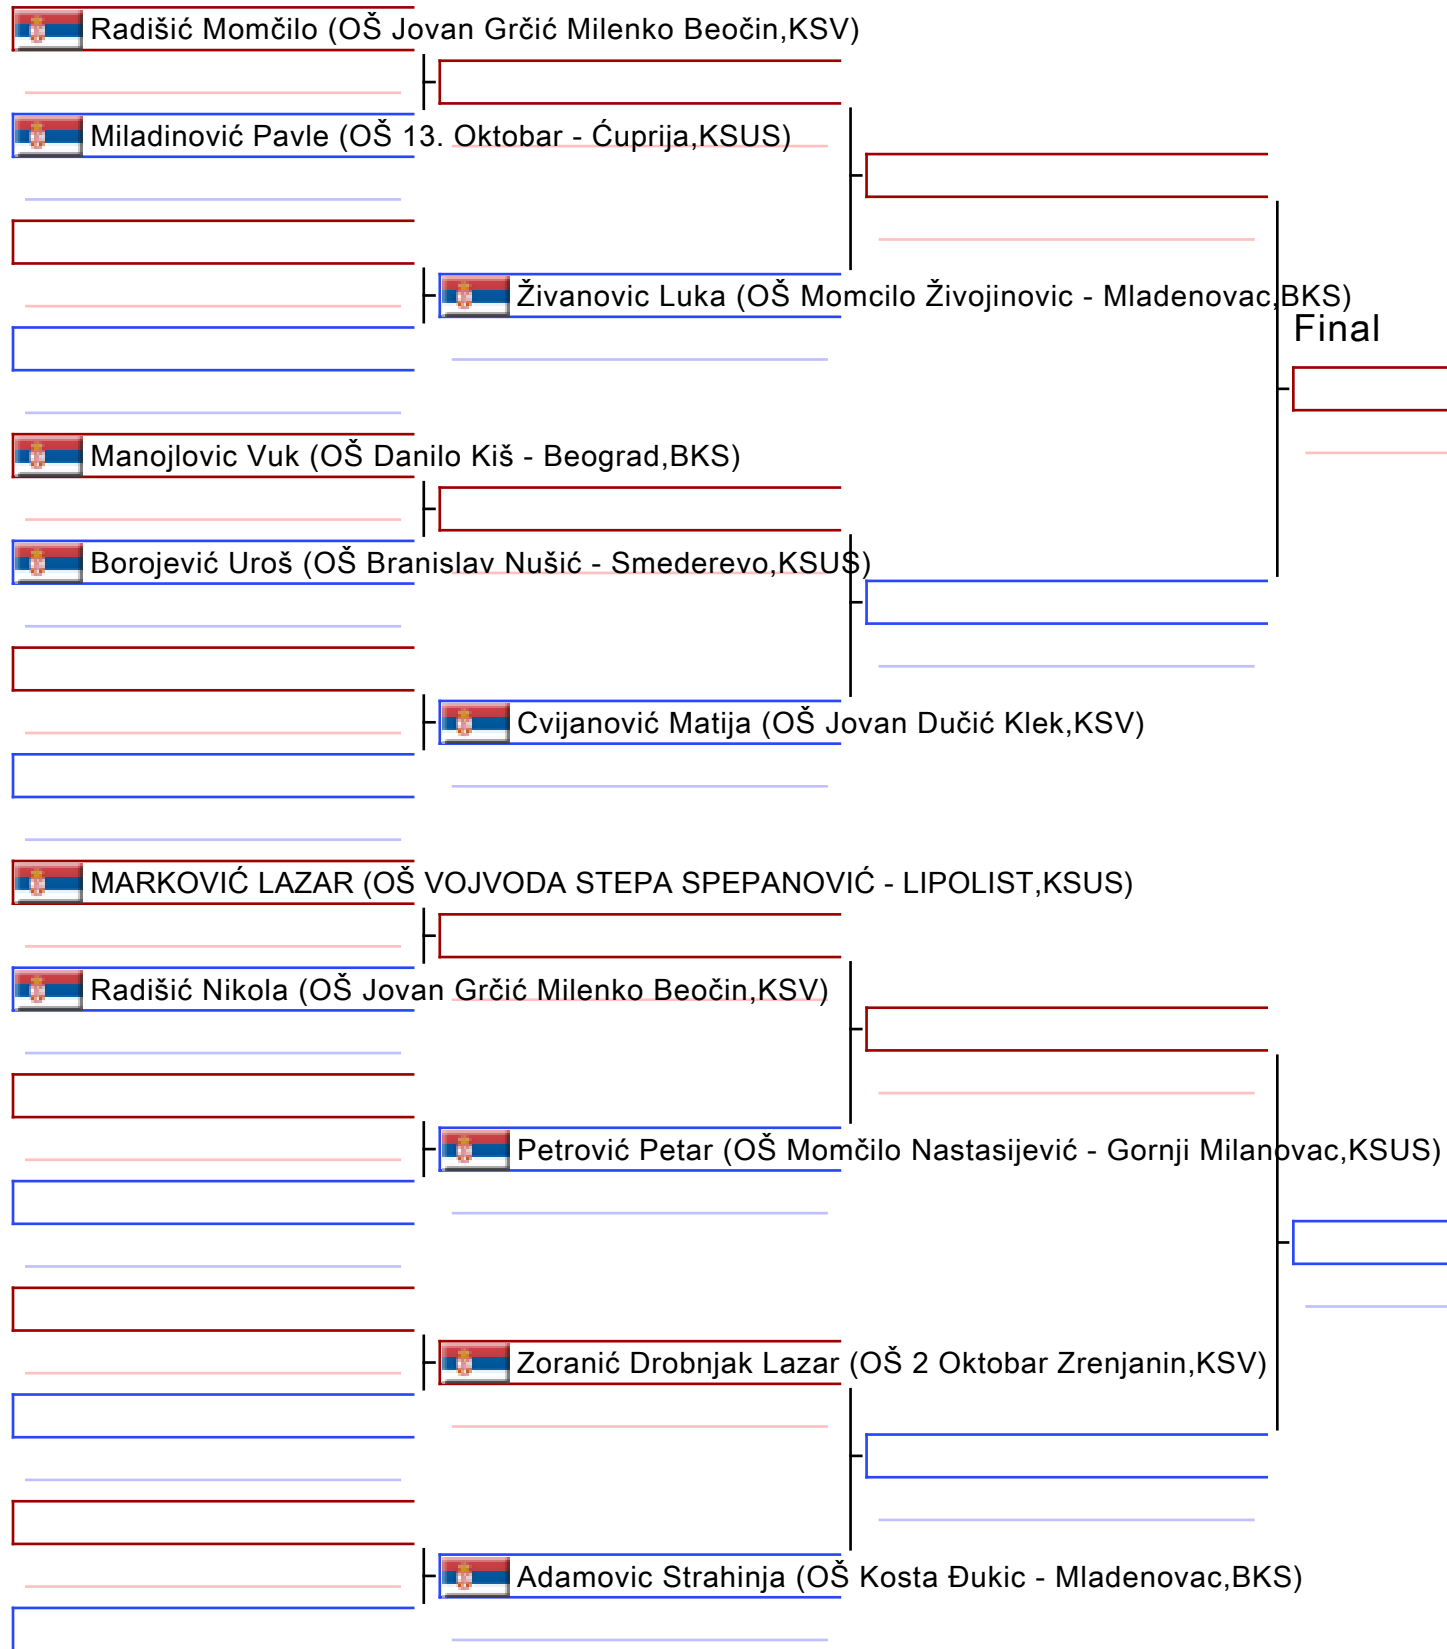 Radišić Momčilo (OŠ Jovan Grčić Milenko Beočin,KSV)
Miladinović Pavle (OŠ 13. Oktobar - Ćuprija,KSUS)
Živanovic Luka (OŠ Momcilo Živojinovic - Mladenovac,BKS)
Final
Manojlovic Vuk (OŠ Danilo Kiš - Beograd,BKS)
Borojević Uroš (OŠ Branislav Nušić - Smederevo,KSUS)
Cvijanović Matija (OŠ Jovan Dučić Klek,KSV)
MARKOVIĆ LAZAR (OŠ VOJVODA STEPA SPEPANOVIĆ - LIPOLIST,KSUS)
Radišić Nikola (OŠ Jovan Grčić Milenko Beočin,KSV)
Petrović Petar (OŠ Momčilo Nastasijević - Gornji Milanovac,KSUS)
Zoranić Drobnjak Lazar (OŠ 2 Oktobar Zrenjanin,KSV)
Adamovic Strahinja (OŠ Kosta Đukic - Mladenovac,BKS)